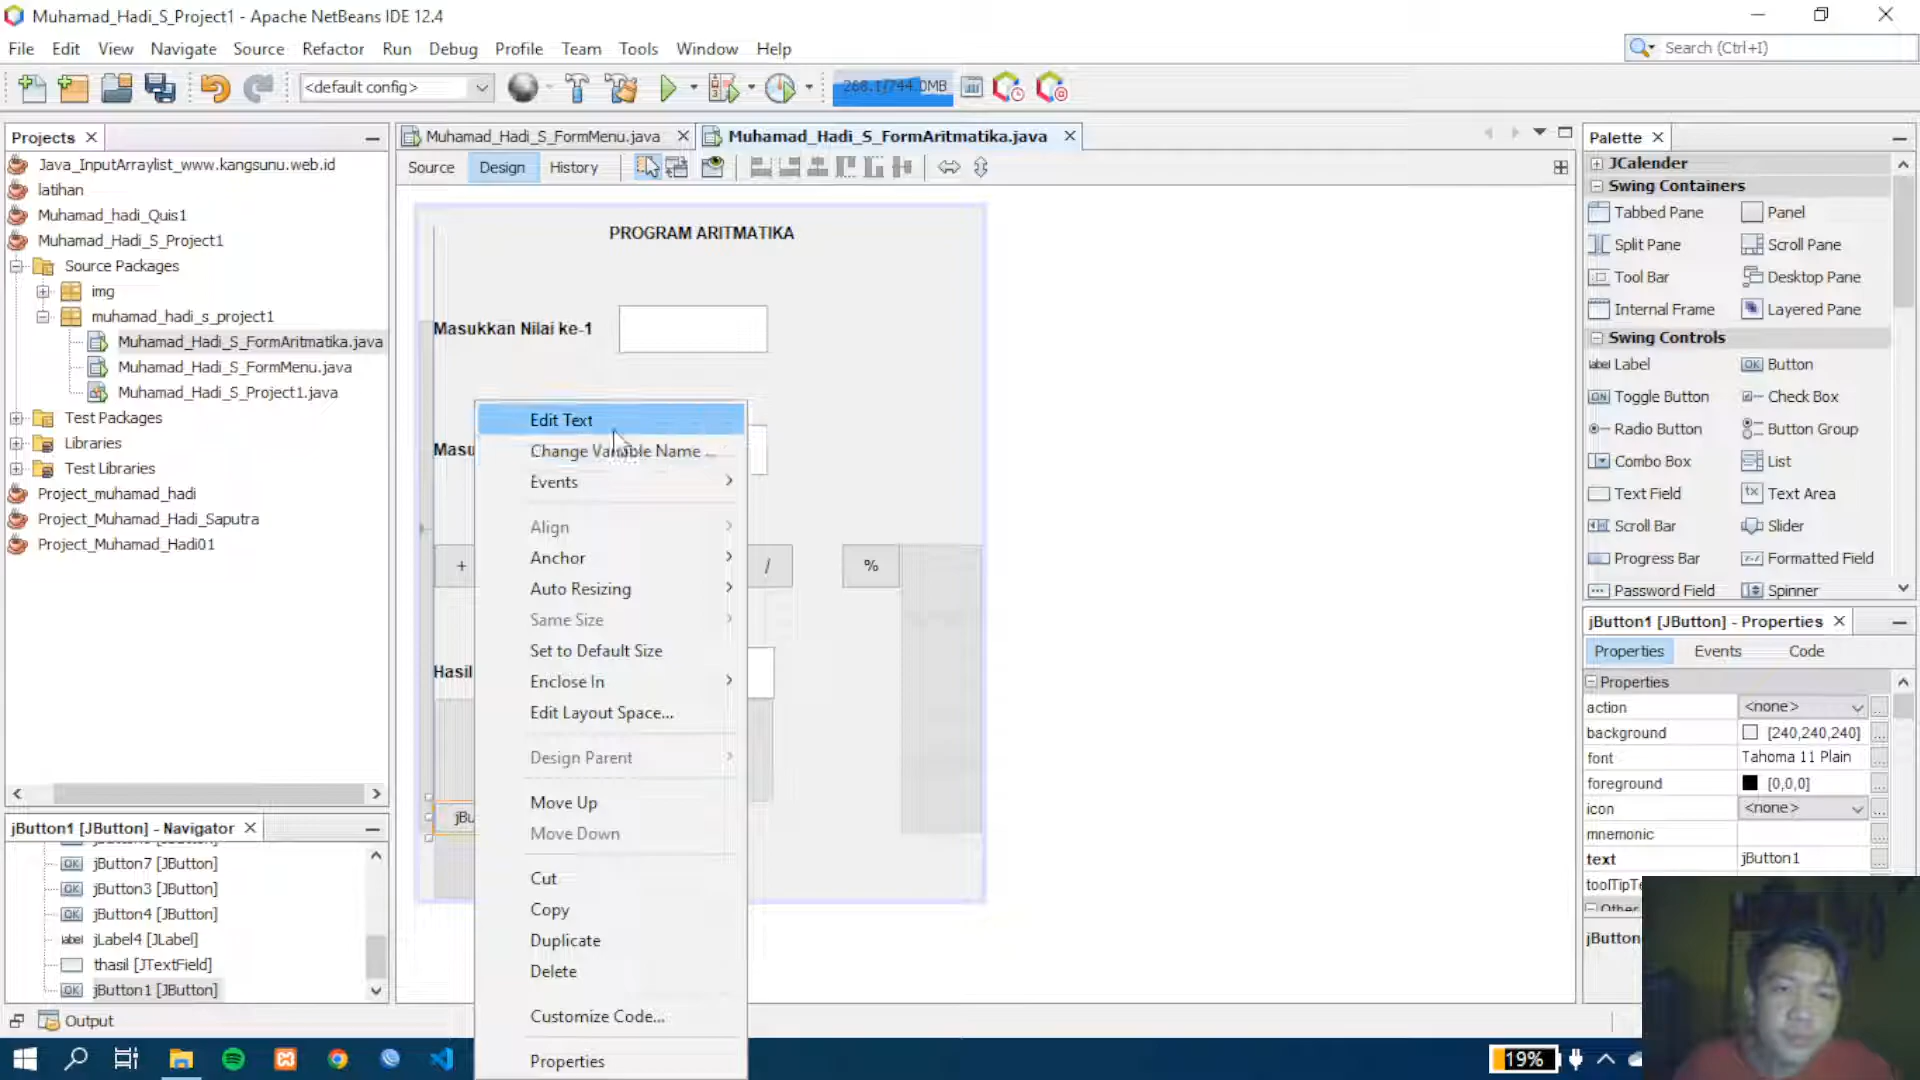 Muhamad_Hadi_S_Project1 - Apache NetBeans IDE 12.4
File Edit View Navigate Source Refactor Run Debug Profile Team Tools Window Help
Search (Ctrl+I)
<default config>
268.1/744.0MB
Projects
Java_InputArraylist_www.kangsunu.web.id
latihan
Muhamad_hadi_Quis1
Muhamad_Hadi_S_Project1
Source Packages
img
muhamad_hadi_s_project1
Muhamad_Hadi_S_FormAritmatika.java
Muhamad_Hadi_S_FormMenu.java
Muhamad_Hadi_S_Project1.java
Test Packages
Libraries
Test Libraries
Project_muhamad_hadi
Project_Muhamad_Hadi_Saputra
Project_Muhamad_Hadi01
jButton1 [JButton] - Navigator
jButton7 [JButton]
jButton3 [JButton]
jButton4 [JButton]
label jLabel4 [JLabel]
thasil [JTextField]
jButton1 [JButton]
Output
Muhamad_Hadi_S_FormMenu.java
Muhamad_Hadi_S_FormAritmatika.java
Source Design History
PROGRAM ARITMATIKA
Masukkan Nilai ke-1
Masu
+ / %
Hasil
jBu
Edit Text
Change Variable Name ...
Events
Align
Anchor
Auto Resizing
Same Size
Set to Default Size
Enclose In
Edit Layout Space...
Design Parent
Move Up
Move Down
Cut
Copy
Duplicate
Delete
Customize Code...
Properties
Palette
JCalender
Swing Containers
Tabbed Pane Panel
Split Pane Scroll Pane
Tool Bar Desktop Pane
Internal Frame Layered Pane
Swing Controls
label Label OK Button
ON Toggle Button Check Box
Radio Button Button Group
Combo Box List
Text Field Text Area
Scroll Bar Slider
Progress Bar Formatted Field
Password Field Spinner
jButton1 [JButton] - Properties
Properties Events Code
Properties
action <none>
background [240,240,240]
font Tahoma 11 Plain
foreground [0,0,0]
icon <none>
mnemonic
text jButton1
toolTipTe
Other
jButton
19%